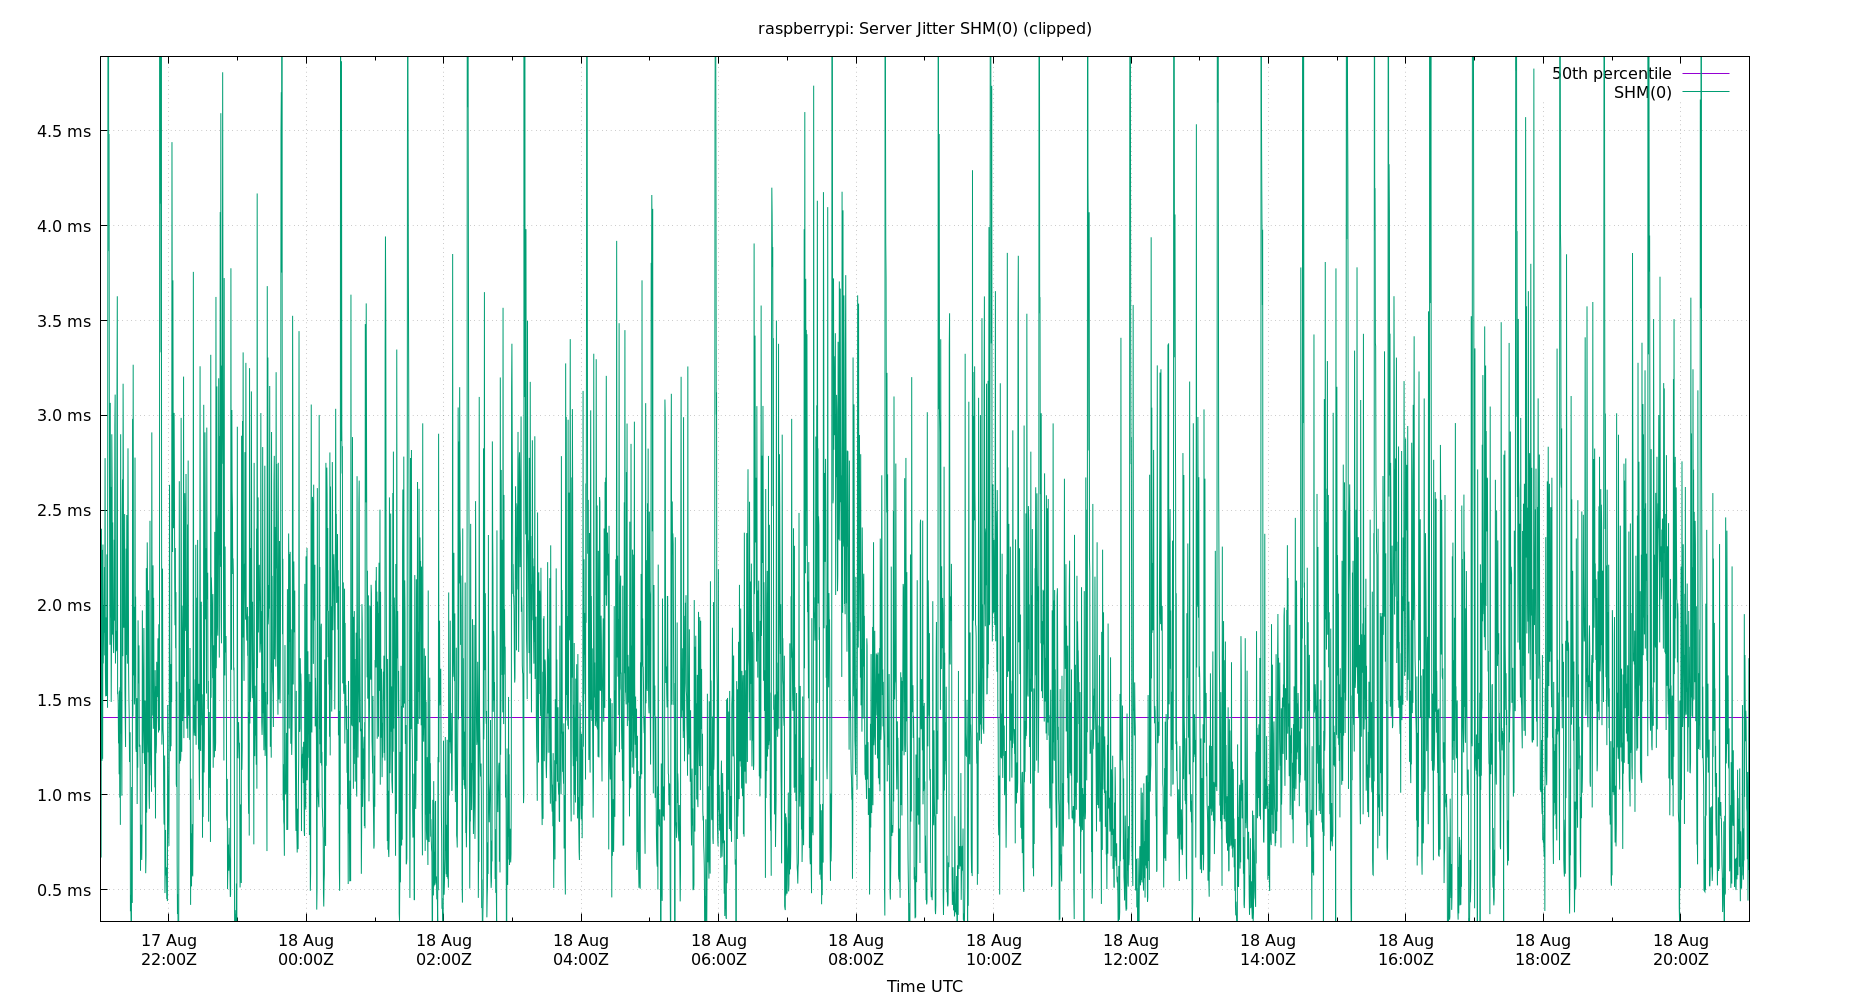 raspberrypi: Server Jitter SHM(0) (clipped)
50th percentile
SHM(0)
4.5 ms
4.0 ms
3.5 ms
3.0 ms
2.5 ms
2.0 ms
1.5 ms
1.0 ms
0.5 ms
17 Aug 18 Aug 18 Aug 18 Aug 18 Aug 18 Aug 18 Aug 18 Aug 18 Aug 18 Aug 18 Aug 18 Aug
22:00Z 00:00Z 02:00Z 04:00Z 06:00Z 08:00Z 10:00Z 12:00Z 14:00Z 16:00Z 18:00Z 20:00Z
Time UTC